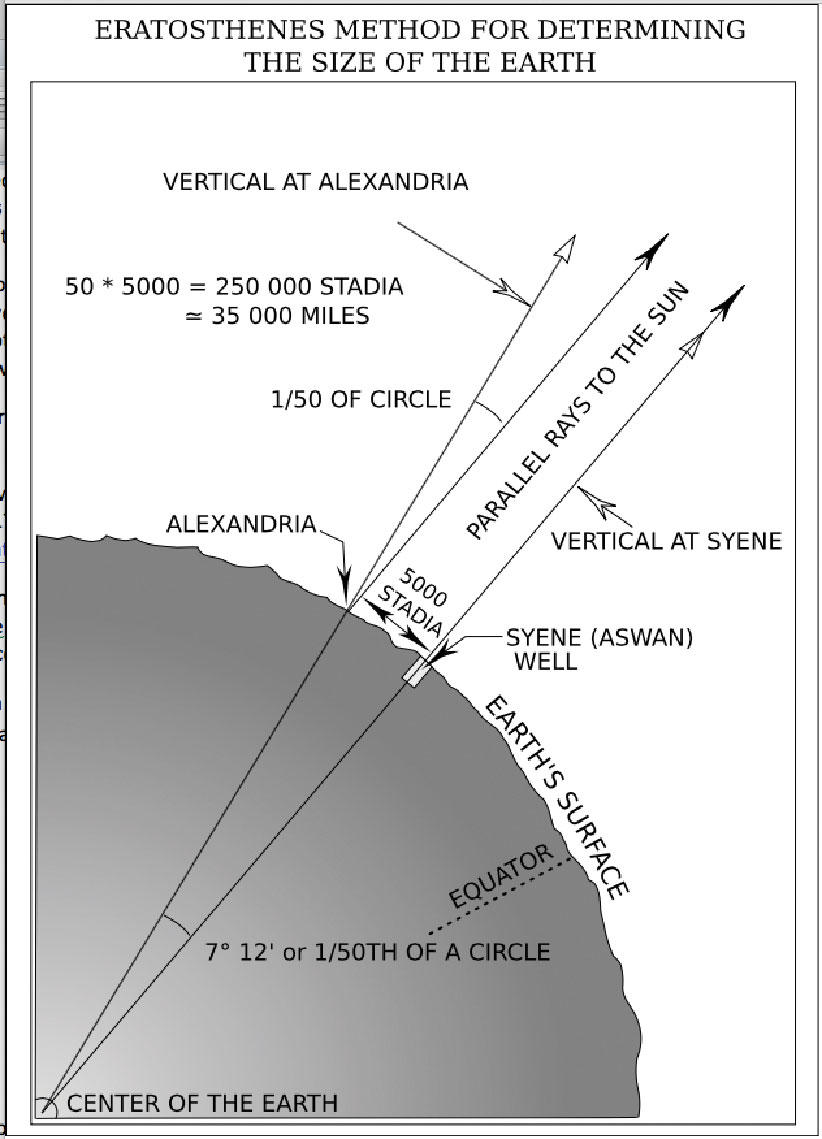 ERATOSTHENES METHOD FOR DETERMINING
THE SIZE OF THE EARTH
VERTICAL AT ALEXANDRIA
50 * 5000 = 250 000 STADIA
≃ 35 000 MILES
1/50 OF CIRCLE
PARALLEL RAYS TO THE SUN
VERTICAL AT SYENE
ALEXANDRIA
5000
STADIA
SYENE (ASWAN)
WELL
EARTH'S SURFACE
EQUATOR
7° 12' or 1/50TH OF A CIRCLE
CENTER OF THE EARTH